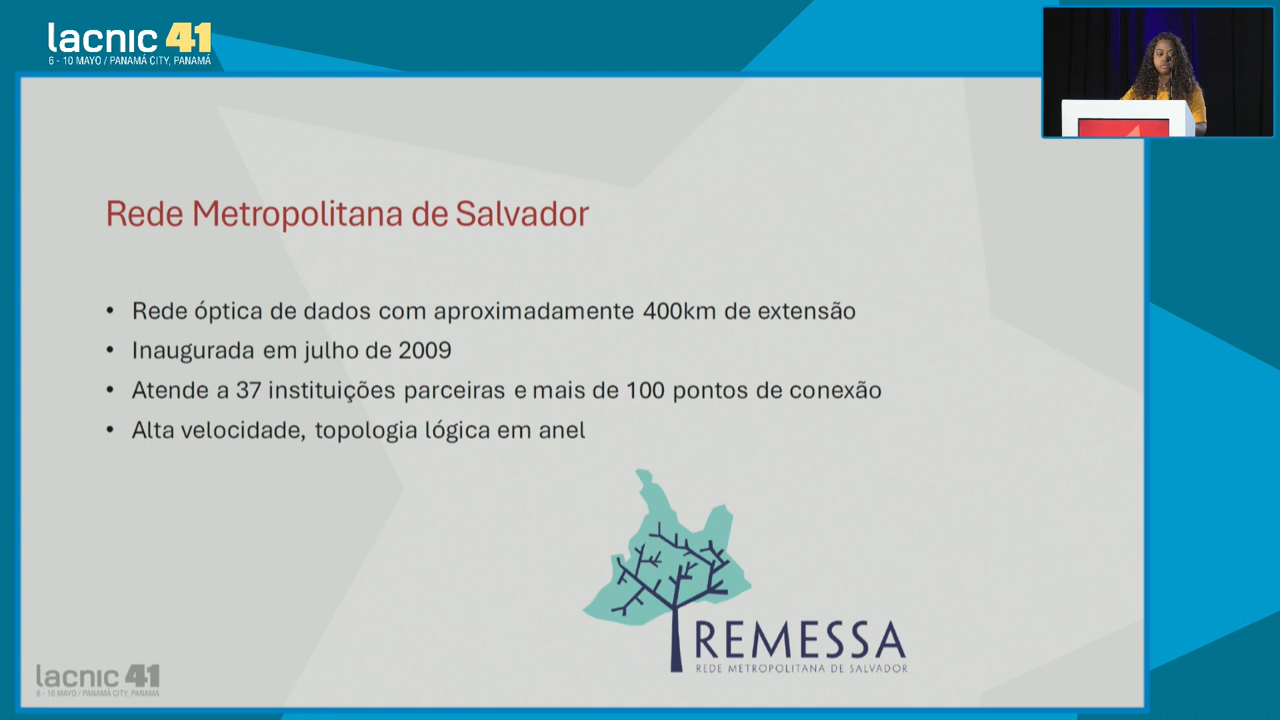 lacnic 41
6 - 10 MAYO / PANAMÁ CITY, PANAMÁ
Rede Metropolitana de Salvador
• Rede óptica de dados com aproximadamente 400km de extensão
• Inaugurada em julho de 2009
• Atende a 37 instituições parceiras e mais de 100 pontos de conexão
• Alta velocidade, topologia lógica em anel
REMESSA
REDE METROPOLITANA DE SALVADOR
lacnic 41
6 - 10 MAYO / PANAMÁ CITY, PANAMÁ